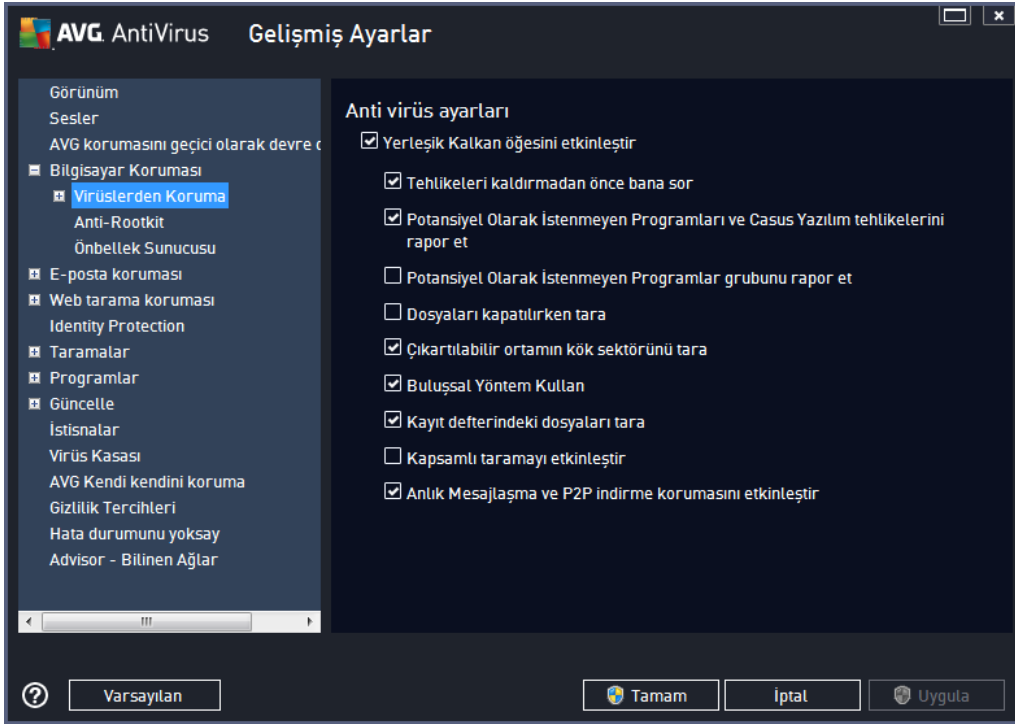 AVG. AntiVirus Gelişmiş Ayarlar
Görünüm
Sesler
AVG korumasını geçici olarak devre
Bilgisayar Koruması
Virüslerden Koruma
Anti-Rootkit
Önbellek Sunucusu
E-posta koruması
Web tarama koruması
Identity Protection
Taramalar
Programlar
Güncelle
İstisnalar
Virüs Kasası
AVG Kendi kendini koruma
Gizlilik Tercihleri
Hata durumunu yoksay
Advisor - Bilinen Ağlar
Anti virüs ayarları
Yerleşik Kalkan öğesini etkinleştir
Tehlikeleri kaldırmadan önce bana sor
Potansiyel Olarak İstenmeyen Programları ve Casus Yazılım tehlikelerini
rapor et
Potansiyel Olarak İstenmeyen Programlar grubunu rapor et
Dosyaları kapatılırken tara
Çıkartılabilir ortamın kök sektörünü tara
Buluşsal Yöntem Kullan
Kayıt defterindeki dosyaları tara
Kapsamlı taramayı etkinleştir
Anlık Mesajlaşma ve P2P indirme korumasını etkinleştir
Varsayılan
Tamam
İptal
Uygula